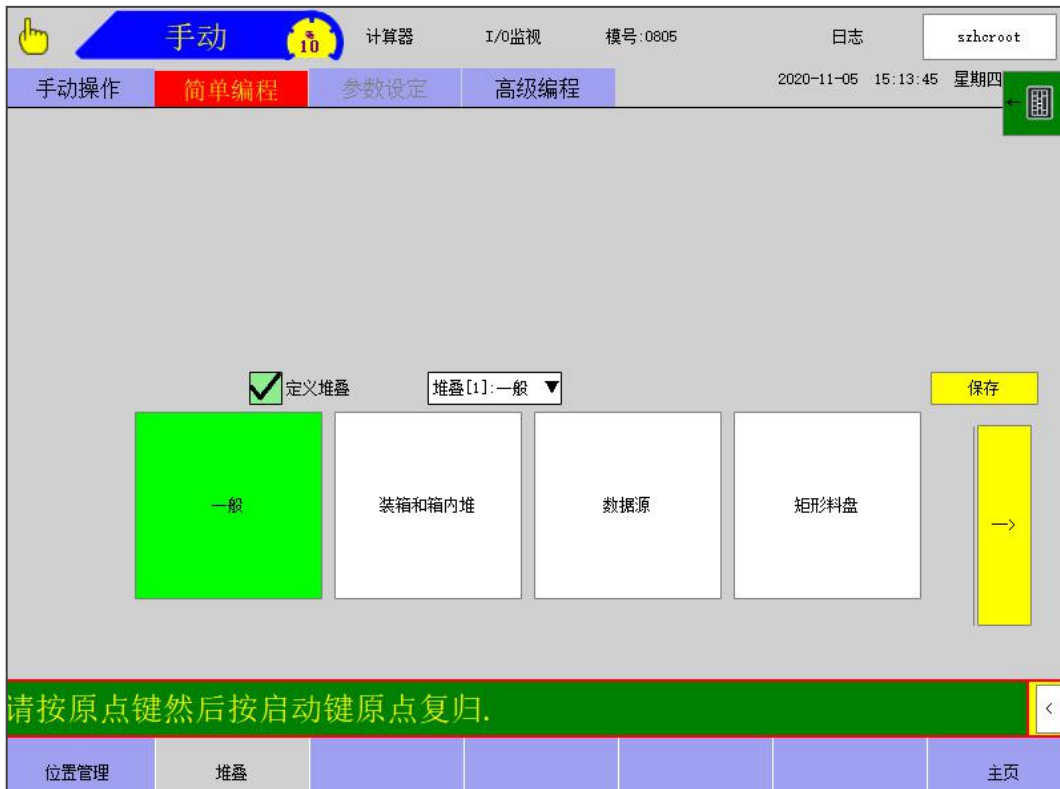 手动
% 10
计算器
I/O监视
模号:0805
日志
szhcroot
手动操作
简单编程
参数设定
高级编程
2020-11-05 15:13:45 星期四
定义堆叠
堆叠[1]:一般
保存
一般
装箱和箱内堆
数据源
矩形料盘
请按原点键然后按启动键原点复归.
位置管理
堆叠
主页